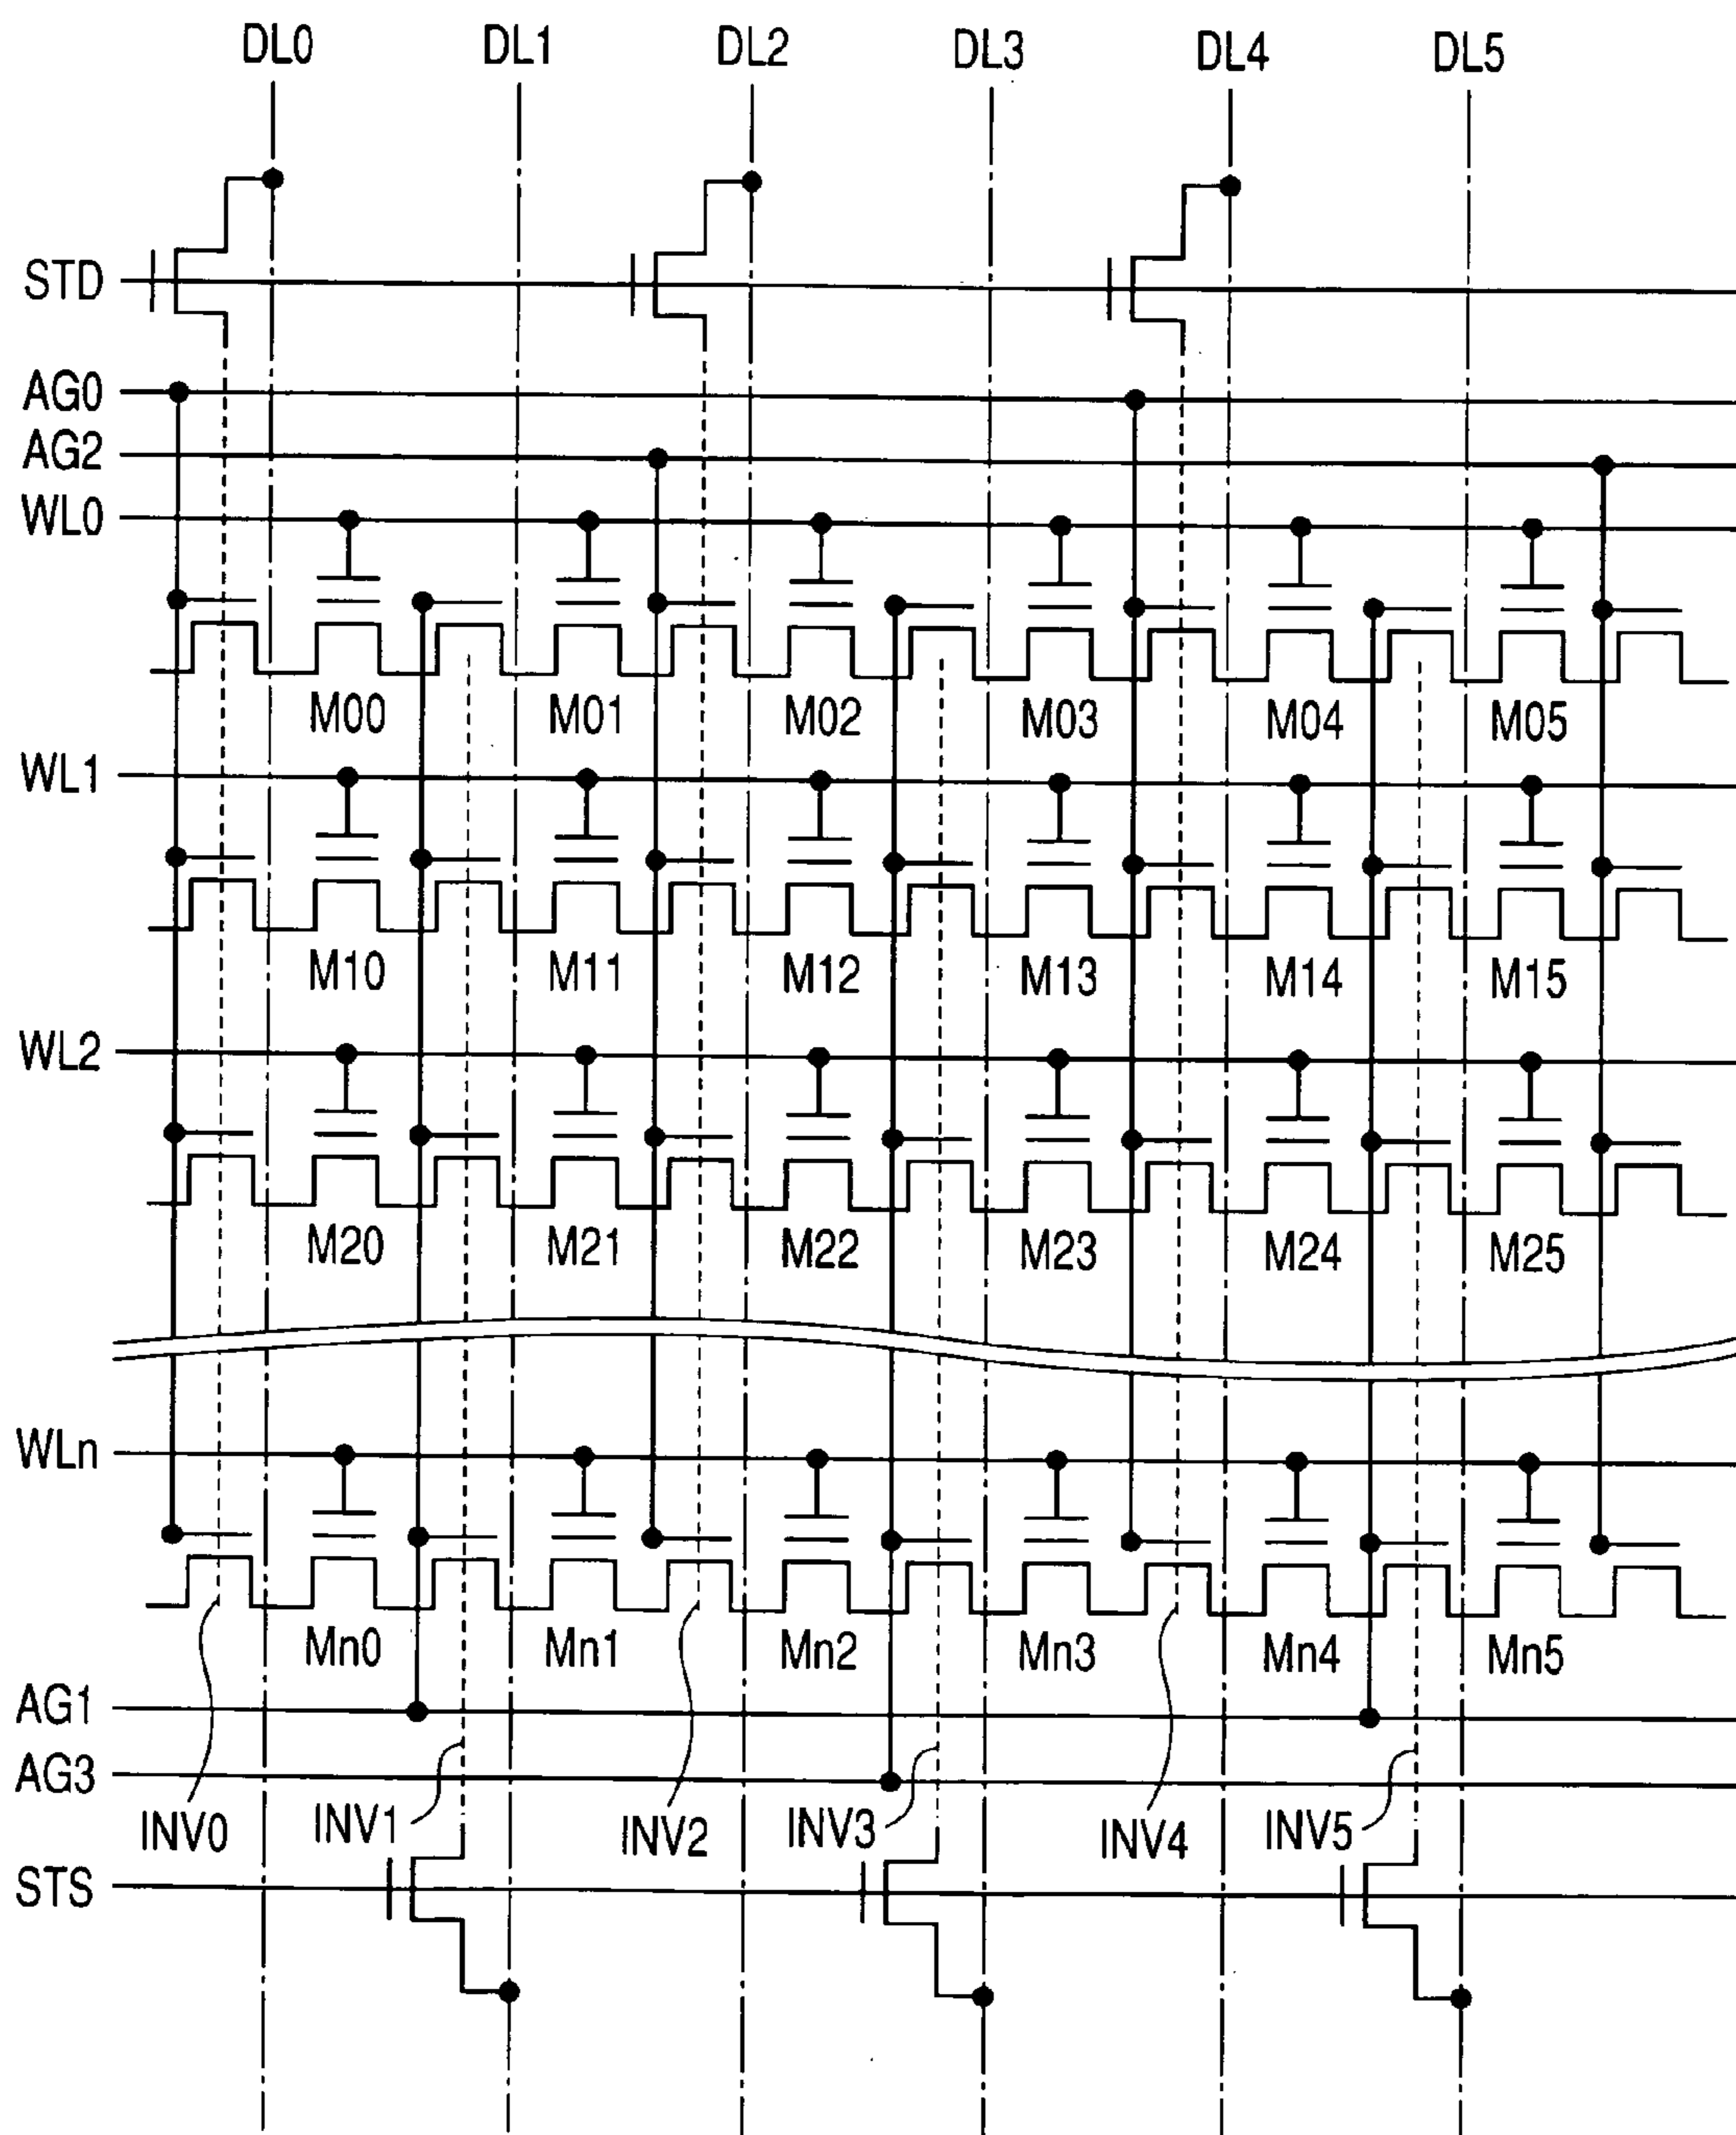 DL0 DL1 DL2 DL3 DL4 DL5
STD
AG0
AG2
WL0
M00 M01 M02 M03 M04 M05
WL1
M10 M11 M12 M13 M14 M15
WL2
M20 M21 M22 M23 M24 M25
WLn
Mn0 Mn1 Mn2 Mn3 Mn4 Mn5
AG1
AG3
INV0 INV1 INV2 INV3 INV4 INV5
STS